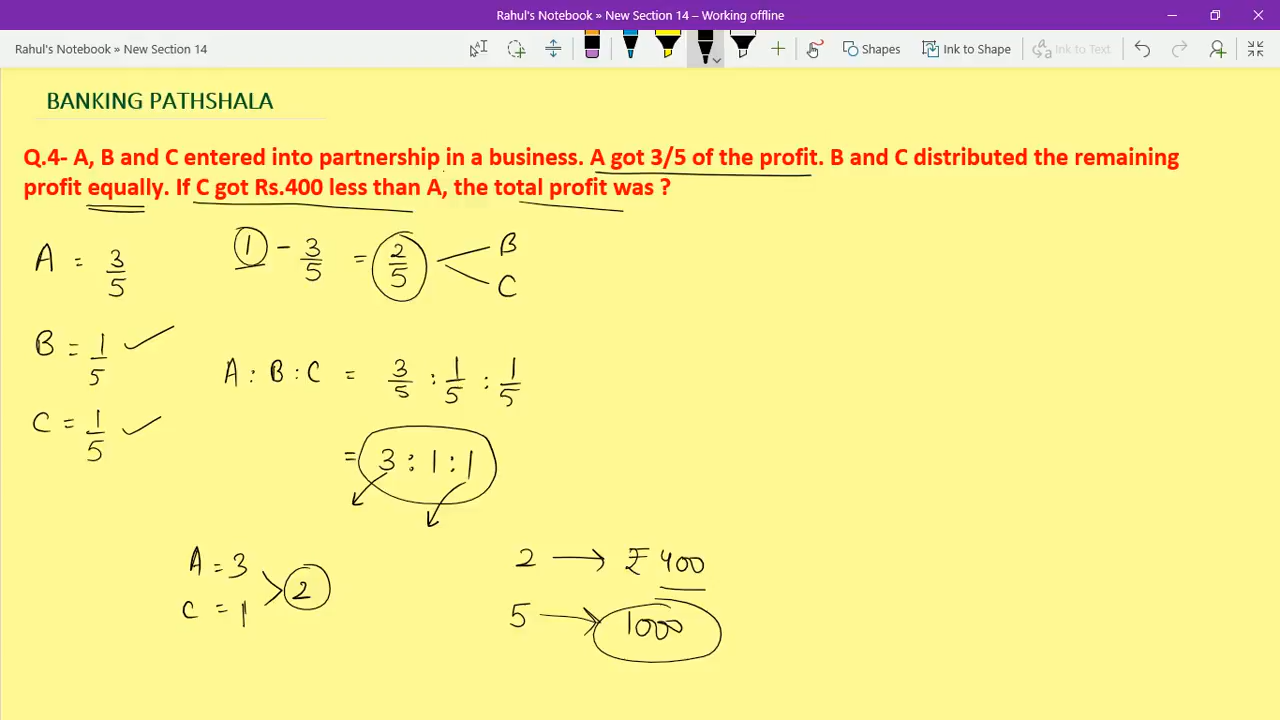 Rahul's Notebook » New Section 14 – Working offline
Rahul's Notebook » New Section 14
Shapes
Ink to Shape
Ink to Text
BANKING PATHSHALA
Q.4- A, B and C entered into partnership in a business. A got 3/5 of the profit. B and C distributed the remaining
profit equally. If C got Rs.400 less than A, the total profit was ?
A = 3/5
1 - 3/5 = 2/5 B
C
B = 1/5
A : B : C = 3/5 : 1/5 : 1/5
C = 1/5
= 3 : 1 : 1
A = 3
C = 1
2
2 → ₹ 400
5 → 1000